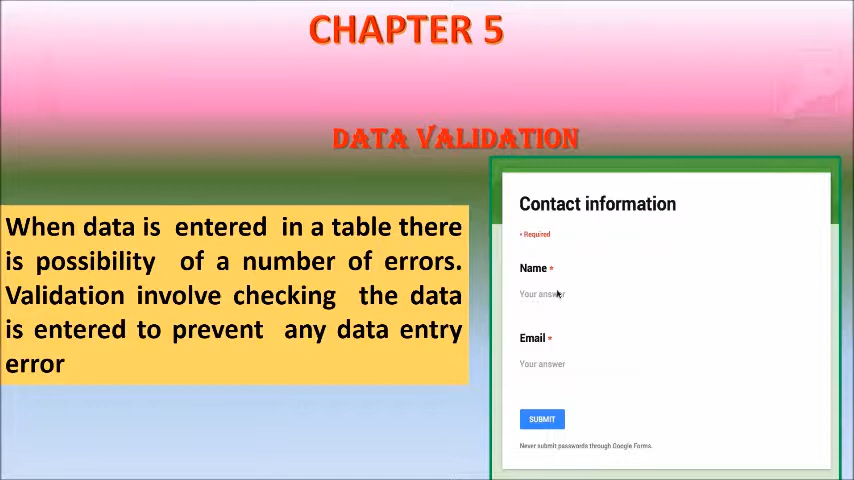 CHAPTER 5
DATA VALIDATION
When data is entered in a table there
is possibility of a number of errors.
Validation involve checking the data
is entered to prevent any data entry
error
Contact information
* Required
Name *
Your answer
Email *
Your answer
SUBMIT
Never submit passwords through Google Forms.